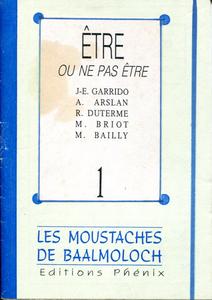 ÊTRE
OU NE PAS ÊTRE
J-E. GARRIDO
A. ARSLAN
R. DUTERME
M. BRIOT
M. BAILLY
1
LES MOUSTACHES
DE BAALMOLOCH
Editions Phénix